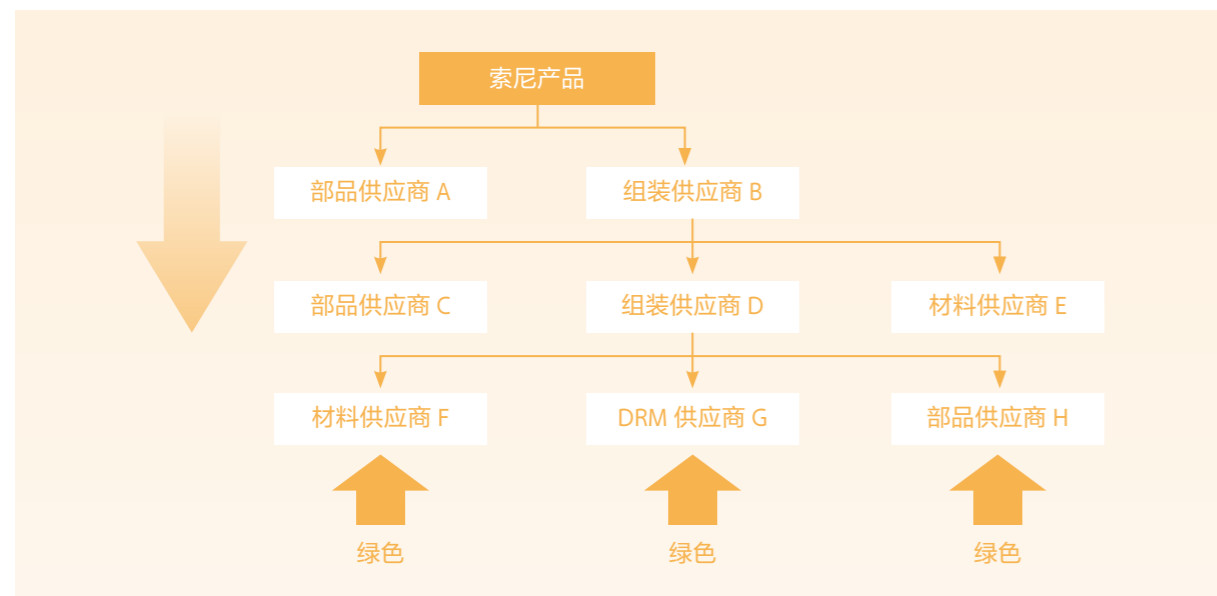 索尼产品
部品供应商 A
组装供应商 B
部品供应商 C
组装供应商 D
材料供应商 E
材料供应商 F
DRM 供应商 G
部品供应商 H
绿色
绿色
绿色